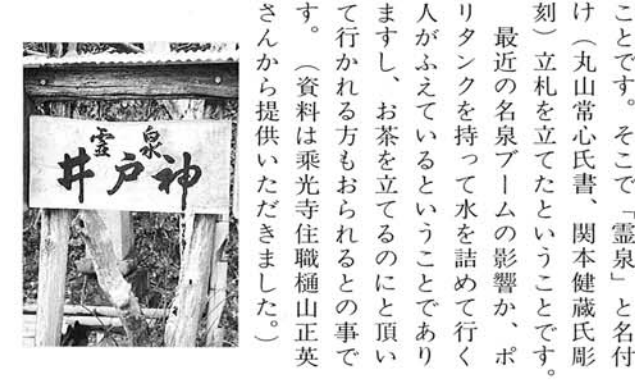 ことです。そこで「霊泉」と名付
け（丸山常心氏書、関本健蔵氏彫
刻）立札を立てたということです。
最近の名泉ブームの影響か、ポ
リタンクを持って水を詰めて行く
人がふえているということであり
ますし、お茶を立てるのにと頂い
て行かれる方もおられるとの事で
す。（資料は乗光寺住職樋山正英
さんから提供いただきました。）
霊泉
井戸神